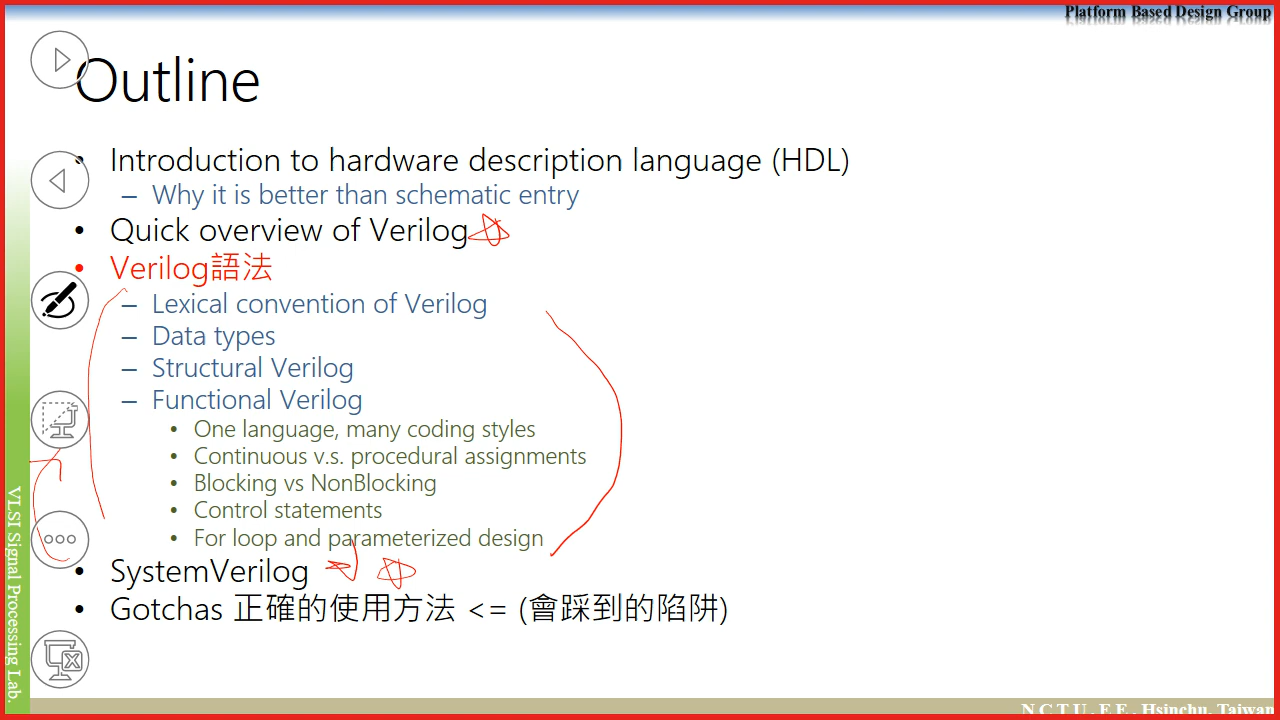 Platform Based Design Group
Outline
• Introduction to hardware description language (HDL)
– Why it is better than schematic entry
• Quick overview of Verilog
• Verilog語法
– Lexical convention of Verilog
– Data types
– Structural Verilog
– Functional Verilog
• One language, many coding styles
• Continuous v.s. procedural assignments
• Blocking vs NonBlocking
• Control statements
• For loop and parameterized design
• SystemVerilog
• Gotchas 正確的使用方法 <= (會踩到的陷阱)
VLSI Signal Processing Lab.
N C T U . E E , Hsinchu, Taiwan